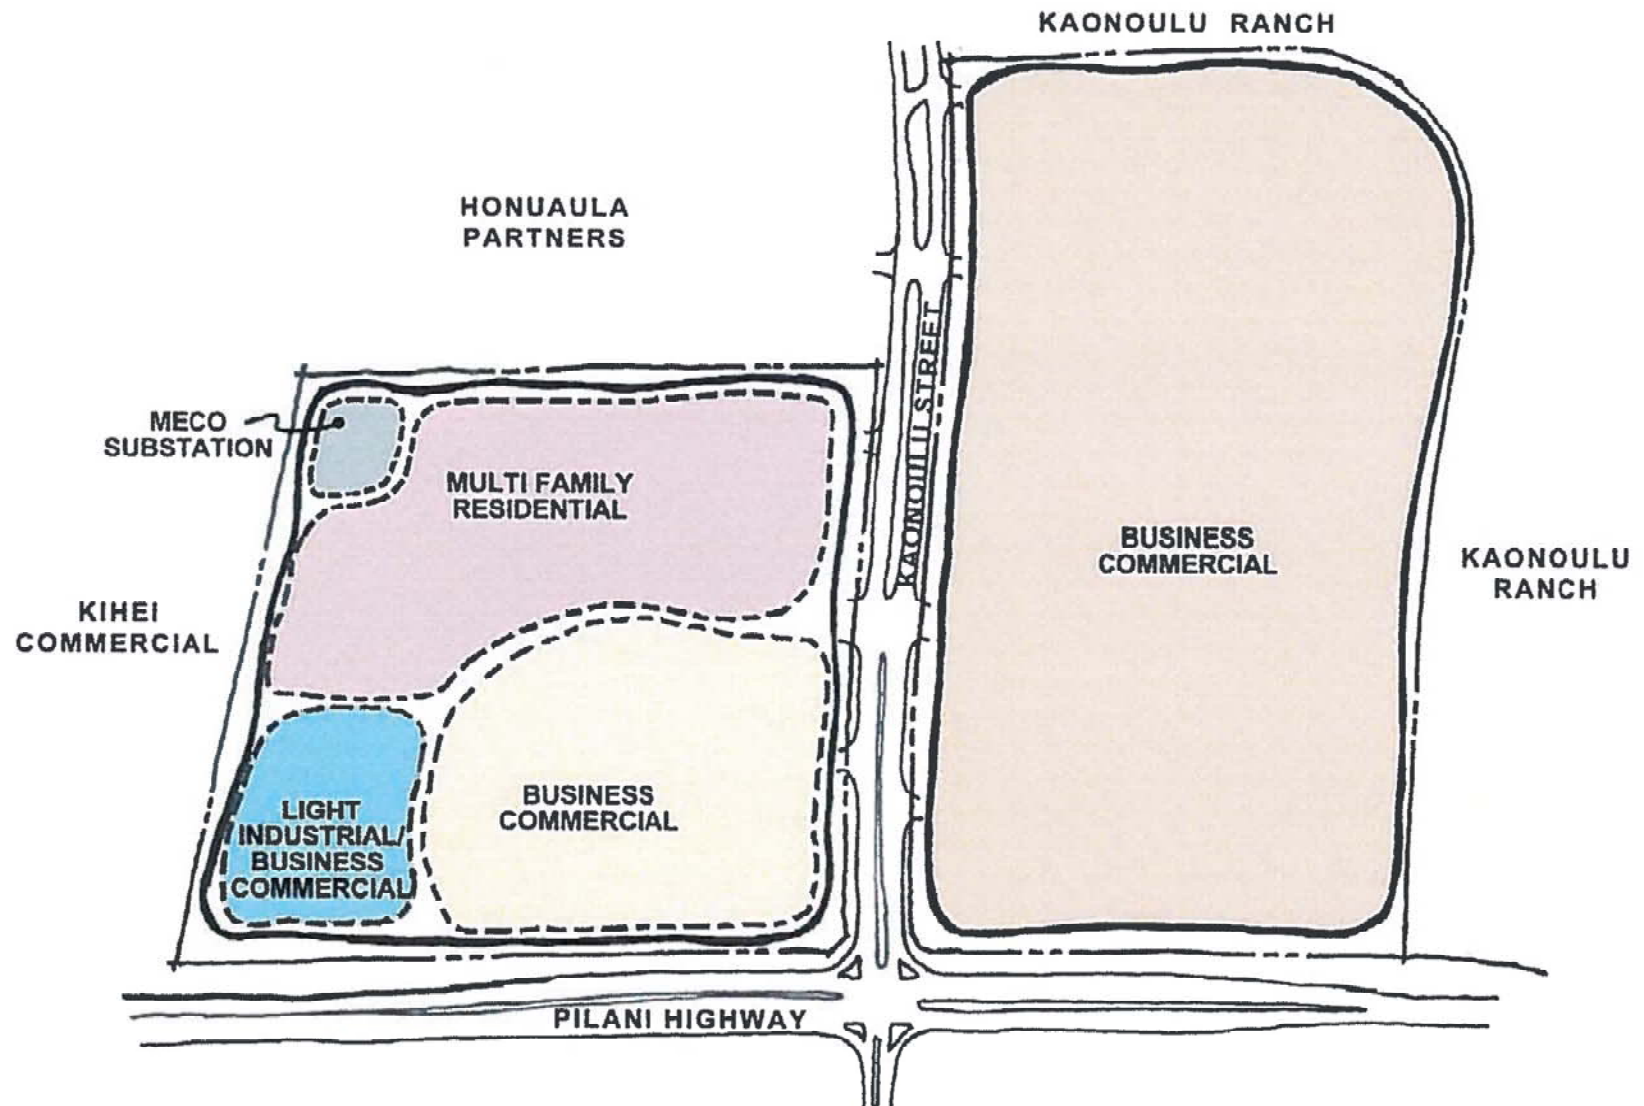 KAONOULU RANCH
HONUAULA
PARTNERS
KAONOULU STREET
MECO
SUBSTATION
MULTI FAMILY
RESIDENTIAL
BUSINESS
COMMERCIAL
KAONOULU
RANCH
KIHEI
COMMERCIAL
LIGHT
INDUSTRIAL/
BUSINESS
COMMERCIAL
BUSINESS
COMMERCIAL
PILANI HIGHWAY